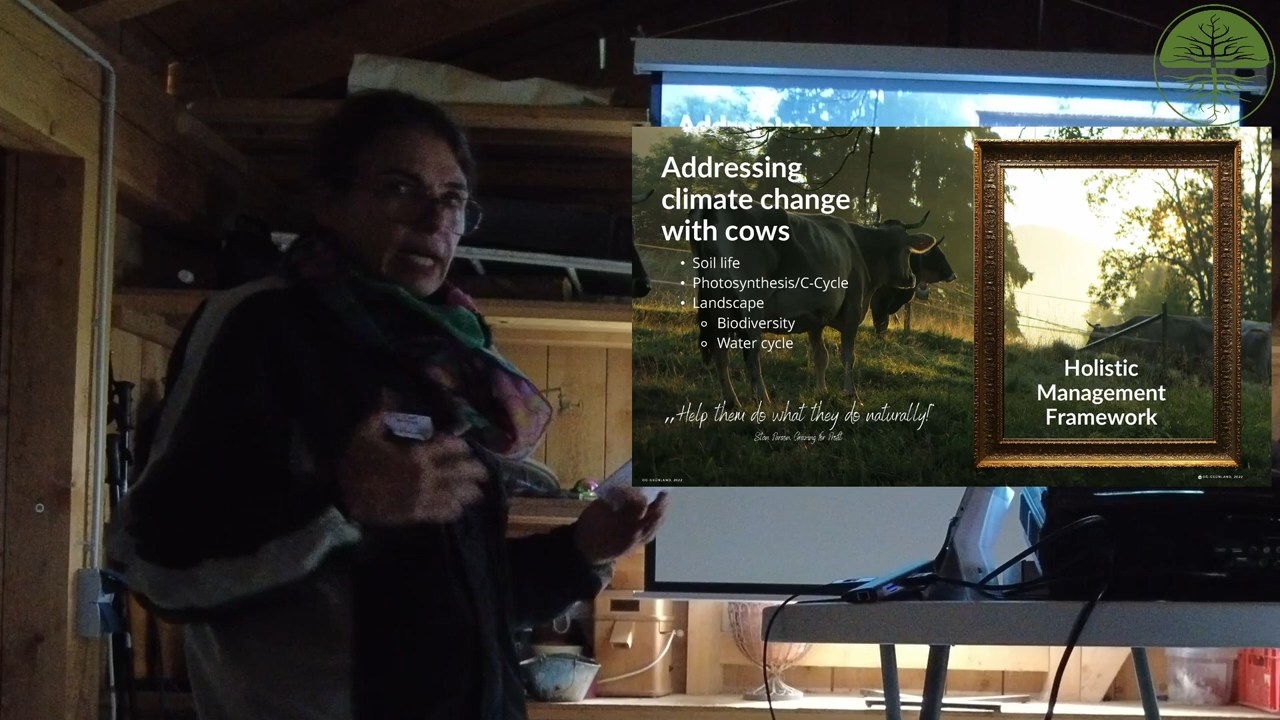 Addressing
climate change
with cows
• Soil life
• Photosynthesis/C-Cycle
• Landscape
○ Biodiversity
○ Water cycle
„Help them do what they do naturally!"
Holistic
Management
Framework